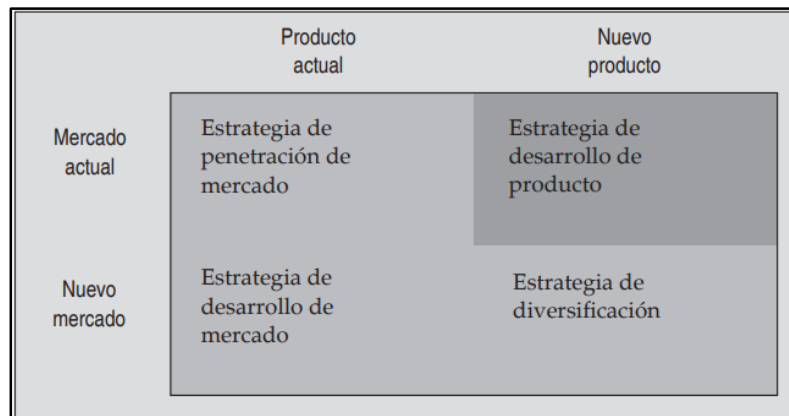 Producto
actual
Nuevo
producto
Mercado
actual
Estrategia de
penetración de
mercado
Estrategia de
desarrollo de
producto
Nuevo
mercado
Estrategia de
desarrollo de
mercado
Estrategia de
diversificación